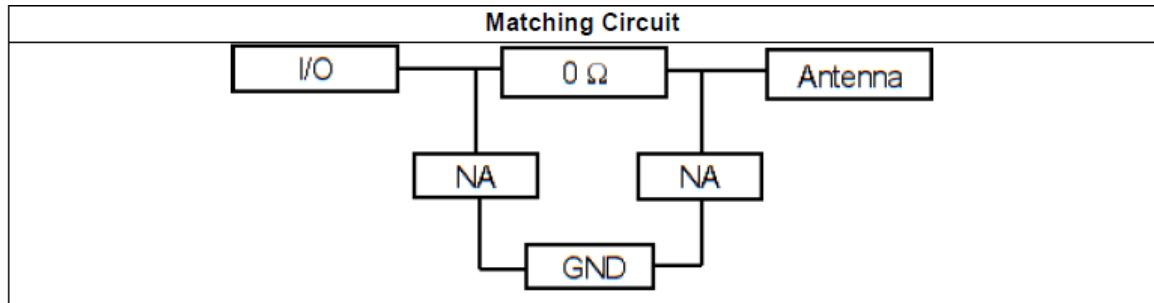 Matching Circuit
I/O
0 Ω
Antenna
NA
NA
GND